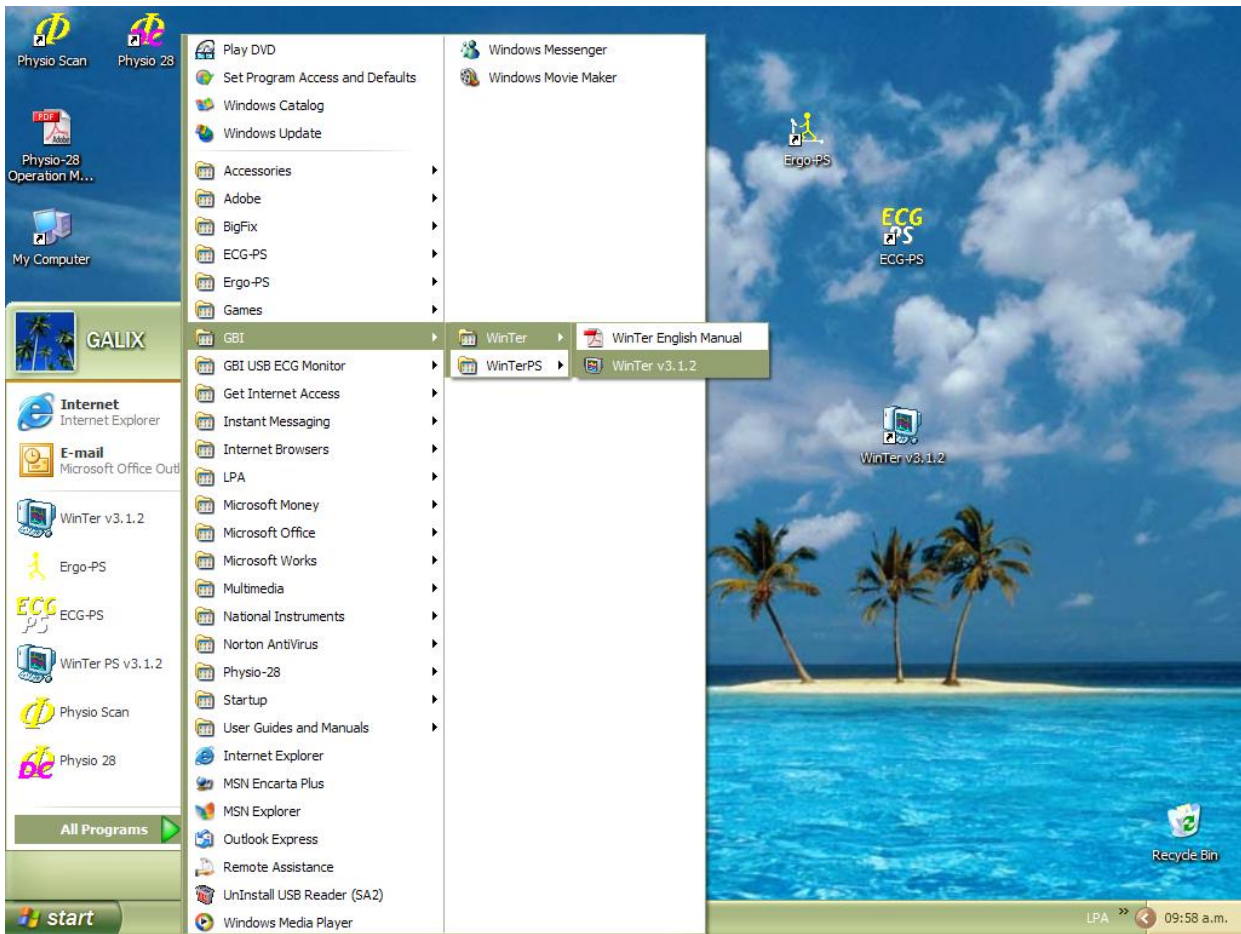 Physio Scan
Physio 28
PDF
Adobe
Physio-28
Operation M...
My Computer
GALIX
Internet
Internet Explorer
E-mail
Microsoft Office Outl
WinTer v3.1.2
Ergo-PS
ECG
PS
ECG-PS
WinTer PS v3.1.2
Physio Scan
DC
Physio 28
All Programs
start
Play DVD
Set Program Access and Defaults
Windows Catalog
Windows Update
Accessories
Adobe
BigFix
ECG-PS
Ergo-PS
Games
GBI
GBI USB ECG Monitor
Get Internet Access
Instant Messaging
Internet Browsers
LPA
Microsoft Money
Microsoft Office
Microsoft Works
Multimedia
National Instruments
Norton AntiVirus
Physio-28
Startup
User Guides and Manuals
Internet Explorer
MSN Encarta Plus
MSN Explorer
Outlook Express
Remote Assistance
UnInstall USB Reader (SA2)
Windows Media Player
Windows Messenger
Windows Movie Maker
WinTer
WinTerPS
WinTer English Manual
WinTer v3.1.2
Ergo-PS
ECG
PS
ECG-PS
WinTer v3.1.2
Recycle Bin
LPA » 09:58 a.m.